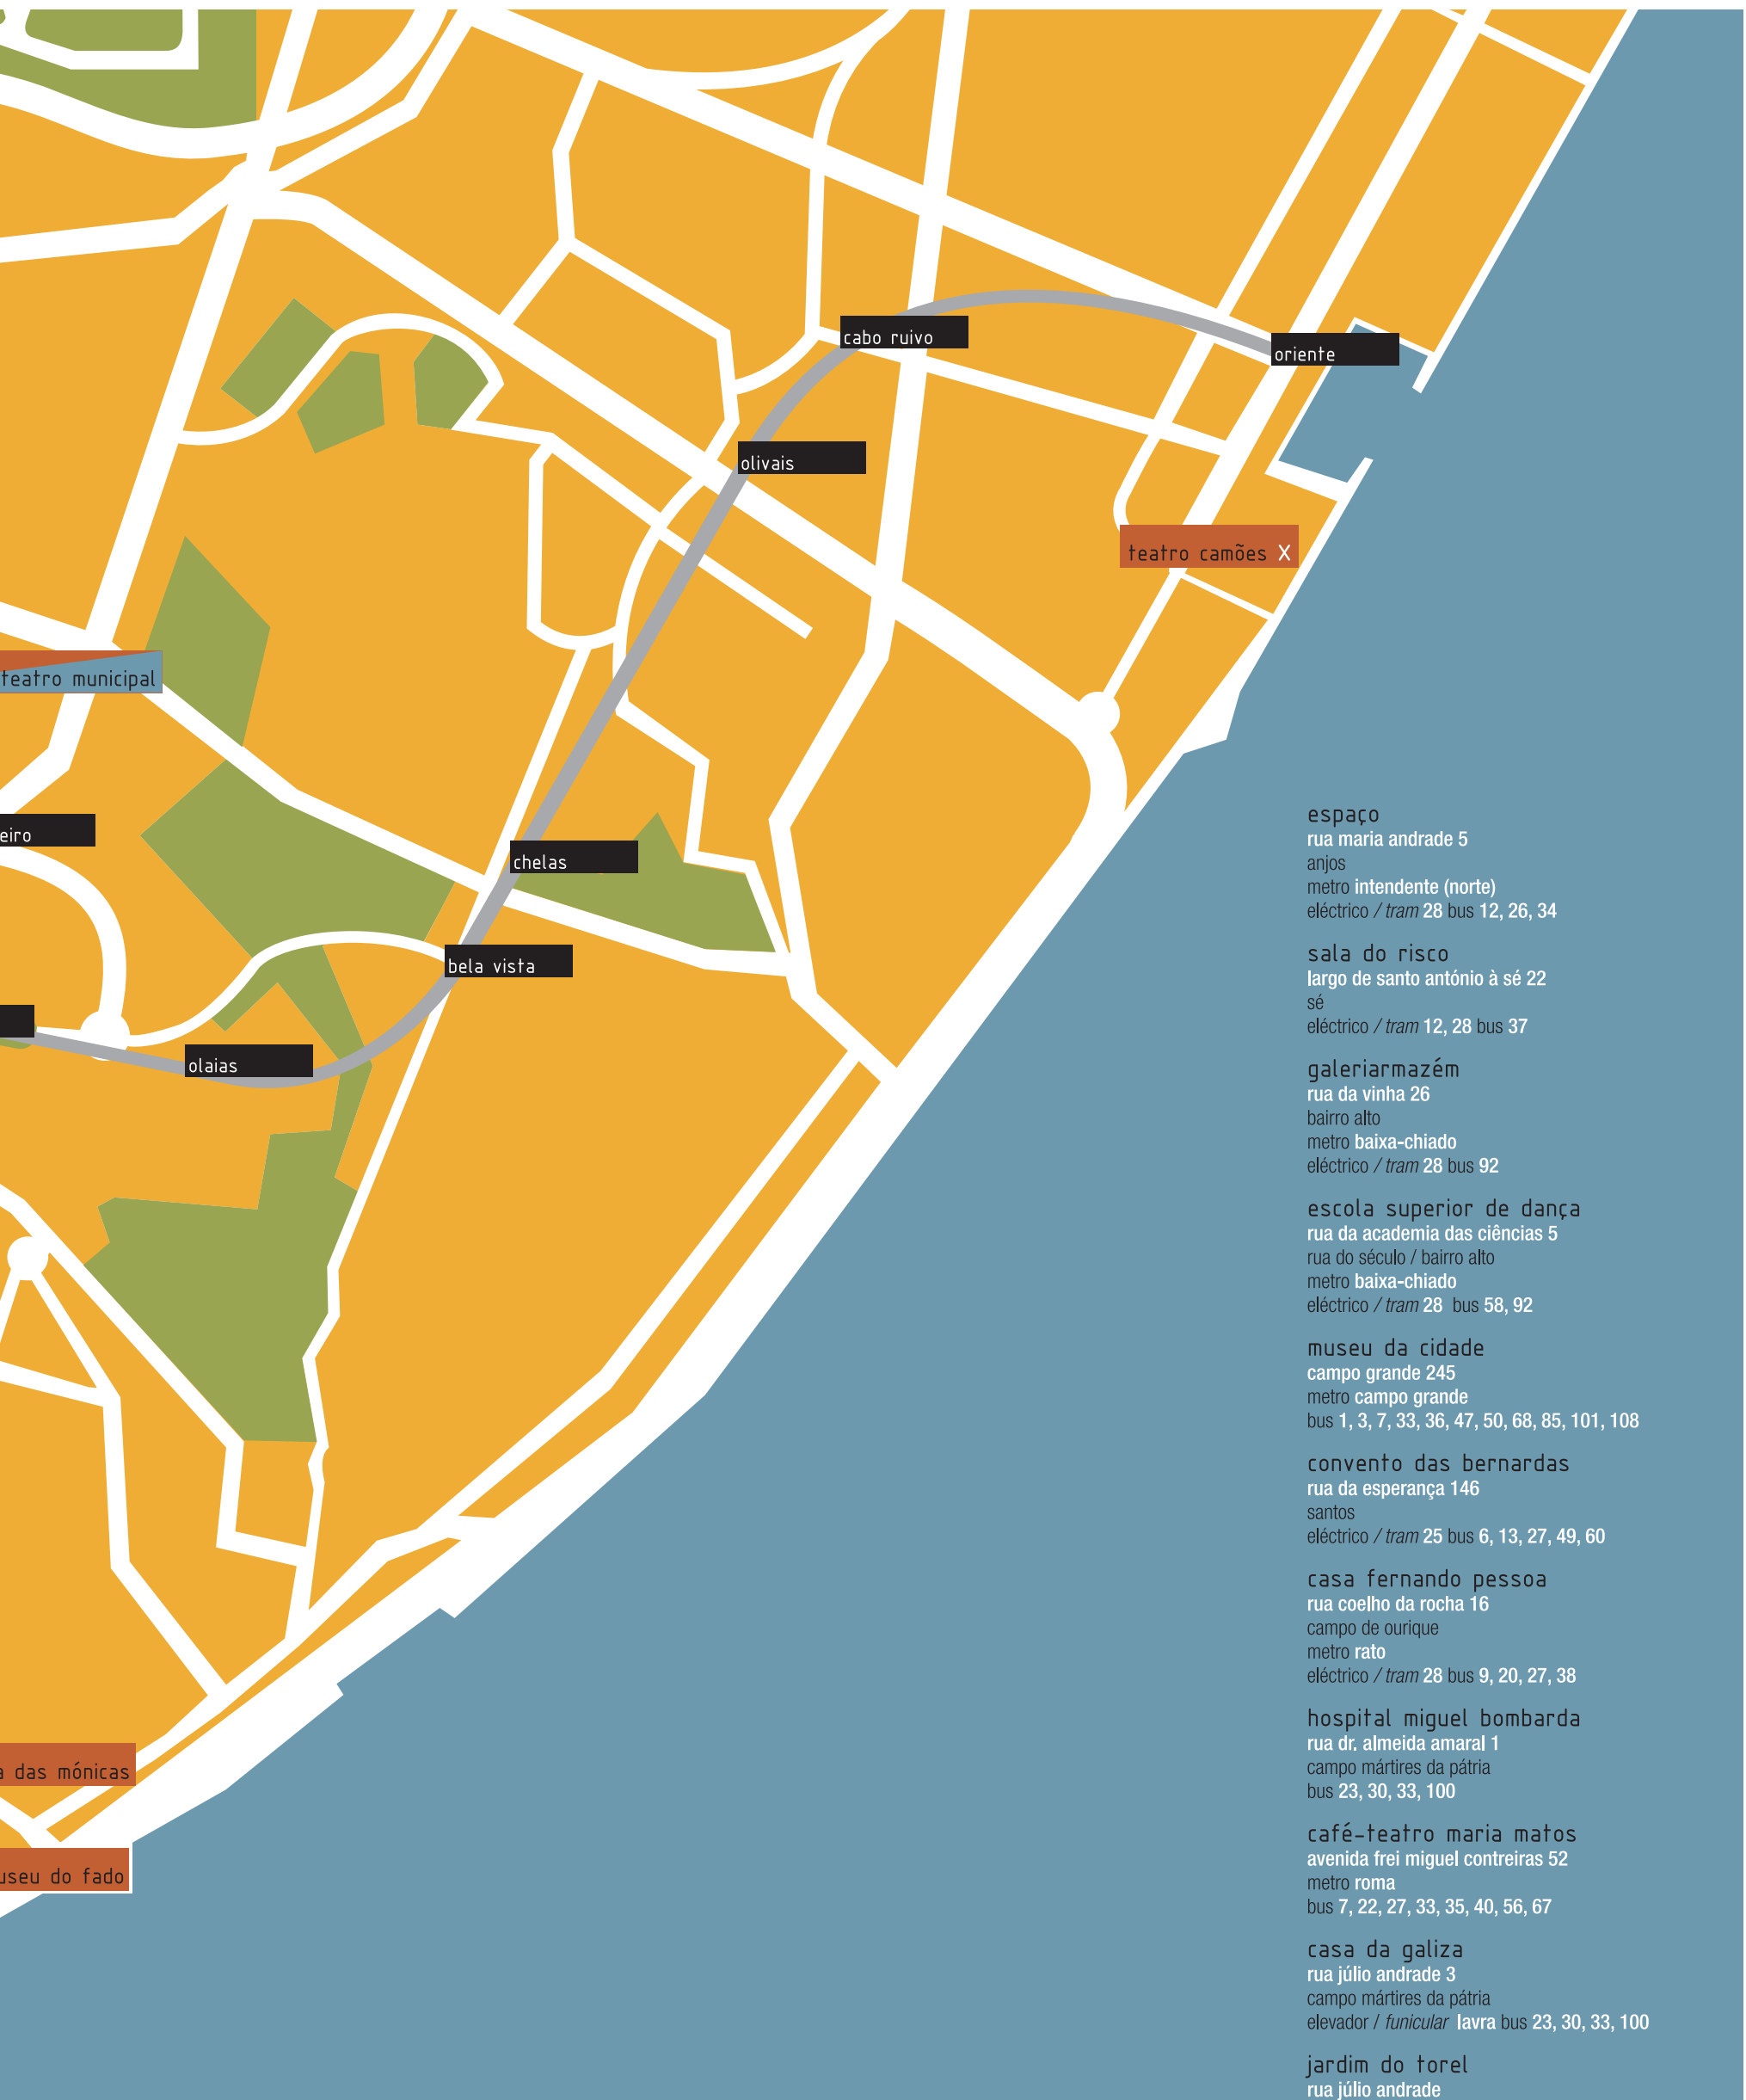 cabo ruivo
oriente
olivais
teatro camões X
teatro municipal
eiro
chelas
bela vista
olaias
a das mónicas
useu do fado
espaço
rua maria andrade 5
anjos
metro intendente (norte)
eléctrico / tram 28 bus 12, 26, 34
sala do risco
largo de santo antónio à sé 22
sé
eléctrico / tram 12, 28 bus 37
galeriarmazém
rua da vinha 26
bairro alto
metro baixa-chiado
eléctrico / tram 28 bus 92
escola superior de dança
rua da academia das ciências 5
rua do século / bairro alto
metro baixa-chiado
eléctrico / tram 28 bus 58, 92
museu da cidade
campo grande 245
metro campo grande
bus 1, 3, 7, 33, 36, 47, 50, 68, 85, 101, 108
convento das bernardas
rua da esperança 146
santos
eléctrico / tram 25 bus 6, 13, 27, 49, 60
casa fernando pessoa
rua coelho da rocha 16
campo de ourique
metro rato
eléctrico / tram 28 bus 9, 20, 27, 38
hospital miguel bombarda
rua dr. almeida amaral 1
campo mártires da pátria
bus 23, 30, 33, 100
café-teatro maria matos
avenida frei miguel contreiras 52
metro roma
bus 7, 22, 27, 33, 35, 40, 56, 67
casa da galiza
rua júlio andrade 3
campo mártires da pátria
elevador / funicular lavra bus 23, 30, 33, 100
jardim do torel
rua júlio andrade